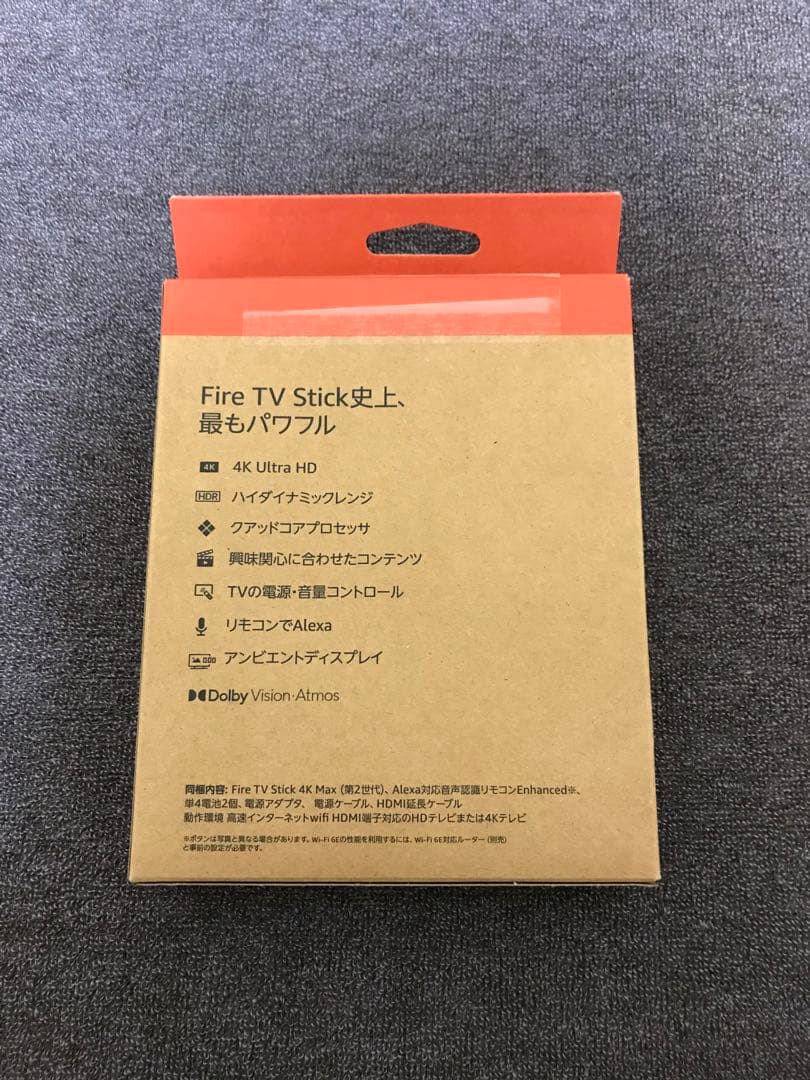 Fire TV Stick史上、
最もパワフル
4K 4K Ultra HD
HDR ハイダイナミックレンジ
クアッドコアプロセッサ
興味関心に合わせたコンテンツ
TVの電源・音量コントロール
リモコンでAlexa
アンビエントディスプレイ
Dolby Vision·Atmos
同梱内容: Fire TV Stick 4K Max (第2世代)、Alexa対応音声認識リモコンEnhanced※、
単4電池2個、電源アダプタ、 電源ケーブル、HDMI延長ケーブル
動作環境 高速インターネットwifi HDMI端子対応のHDテレビまたは4Kテレビ
※ボタンは写真と異なる場合があります。Wi-Fi 6Eの性能を利用するには、Wi-Fi 6E対応ルーター（別売）
と事前の設定が必要です。